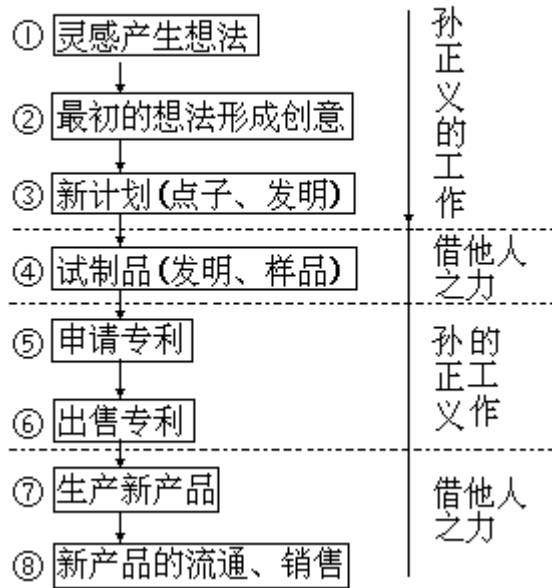 ① 灵感产生想法
② 最初的想法形成创意
③ 新计划(点子、发明)
孙正义的工作
④ 试制品(发明、样品)
借他人之力
⑤ 申请专利
⑥ 出售专利
孙正义的工作
⑦ 生产新产品
⑧ 新产品的流通、销售
借他人之力